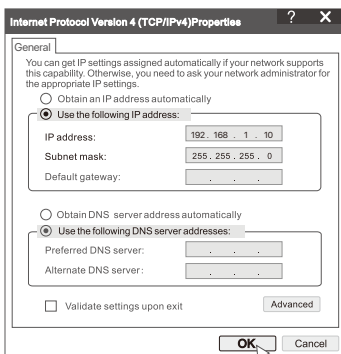 Internet Protocol Version 4 (TCP/IPv4)Properties ? X
General
You can get IP settings assigned automatically if your network supports
this capability. Otherwise, you need to ask your network administrator for
the appropriate IP settings.
Obtain an IP address automatically
Use the following IP address:
IP address: 192 . 168 . 1 . 10
Subnet mask: 255 . 255 . 255 . 0
Default gateway: . . .
Obtain DNS server address automatically
Use the following DNS server addresses:
Preferred DNS server: . . .
Alternate DNS server: . . .
Validate settings upon exit Advanced
OK Cancel